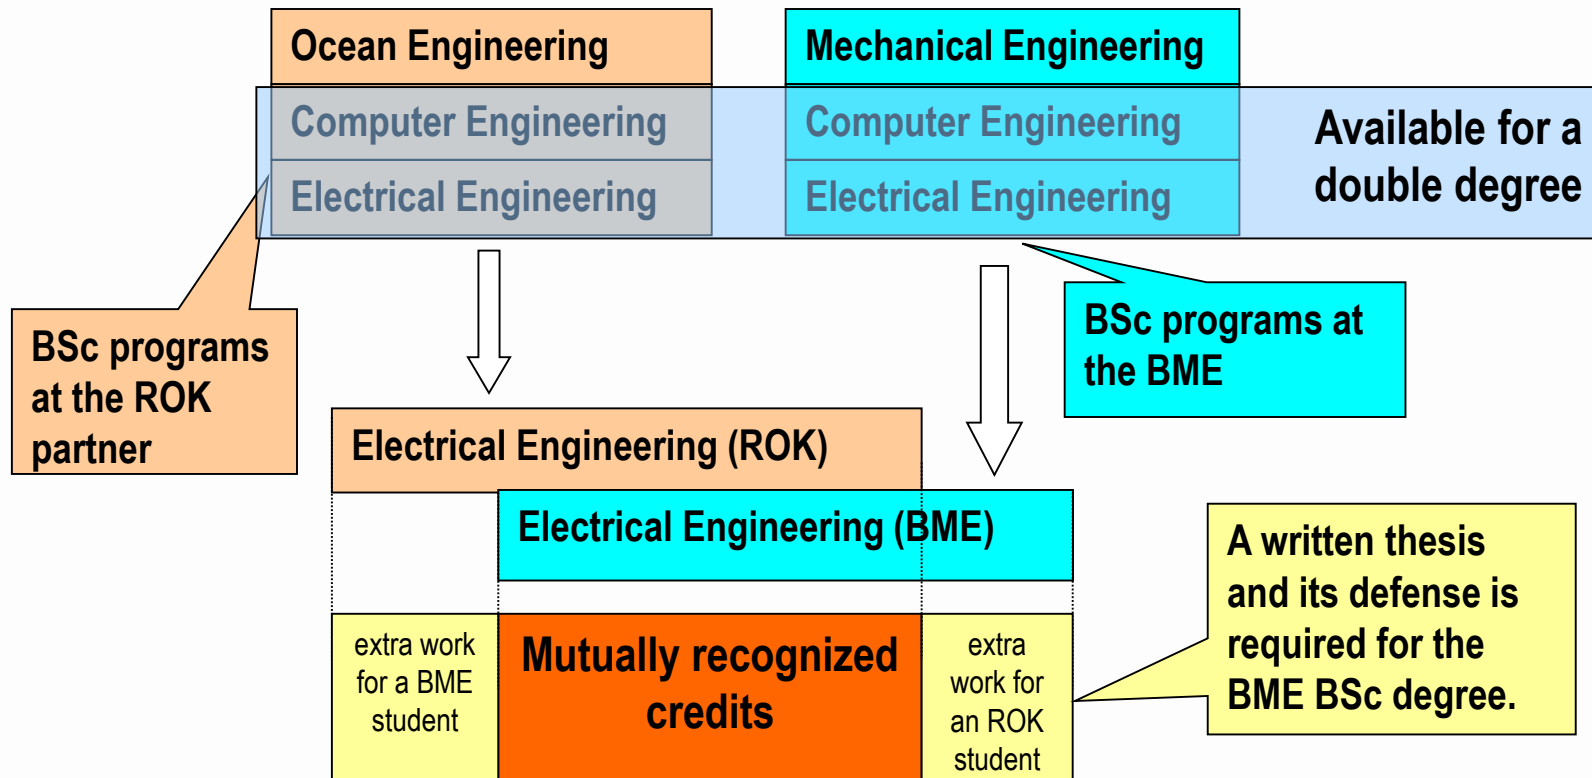 Ocean Engineering
Mechanical Engineering
Computer Engineering
Computer Engineering
Available for a
double degree
Electrical Engineering
Electrical Engineering
BSc programs
at the ROK
partner
BSc programs at
the BME
Electrical Engineering (ROK)
Electrical Engineering (BME)
A written thesis
and its defense is
required for the
BME BSc degree.
extra work
for a BME
student
Mutually recognized
credits
extra
work for
an ROK
student